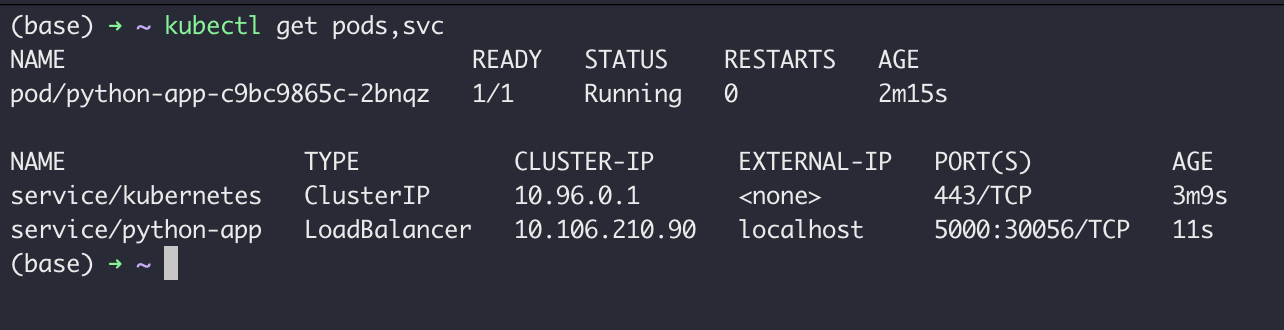 (base) → ~ kubectl get pods,svc
NAME                             READY   STATUS    RESTARTS   AGE
pod/python-app-c9bc9865c-2bnqz   1/1     Running   0          2m15s

NAME                 TYPE           CLUSTER-IP      EXTERNAL-IP   PORT(S)          AGE
service/kubernetes   ClusterIP      10.96.0.1       <none>        443/TCP          3m9s
service/python-app   LoadBalancer   10.106.210.90   localhost     5000:30056/TCP   11s
(base) → ~